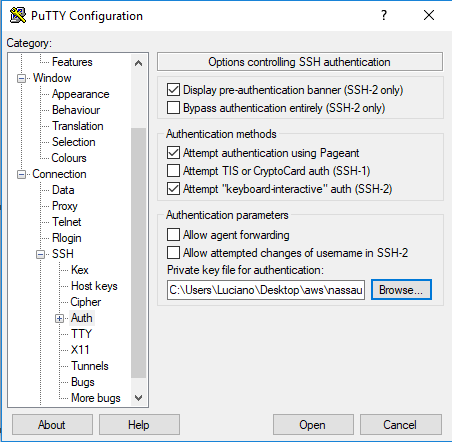 PuTTY Configuration
?
Category:
Features
Window
Appearance
Behaviour
Translation
Selection
Colours
Connection
Data
Proxy
Telnet
Rlogin
SSH
Kex
Host keys
Cipher
Auth
TTY
X11
Tunnels
Bugs
More bugs
Options controlling SSH authentication
Display pre-authentication banner (SSH-2 only)
Bypass authentication entirely (SSH-2 only)
Authentication methods
Attempt authentication using Pageant
Attempt TIS or CryptoCard auth (SSH-1)
Attempt "keyboard-interactive" auth (SSH-2)
Authentication parameters
Allow agent forwarding
Allow attempted changes of username in SSH-2
Private key file for authentication:
C:\Users\Luciano\Desktop\aws\nassau Browse...
About Help Open Cancel